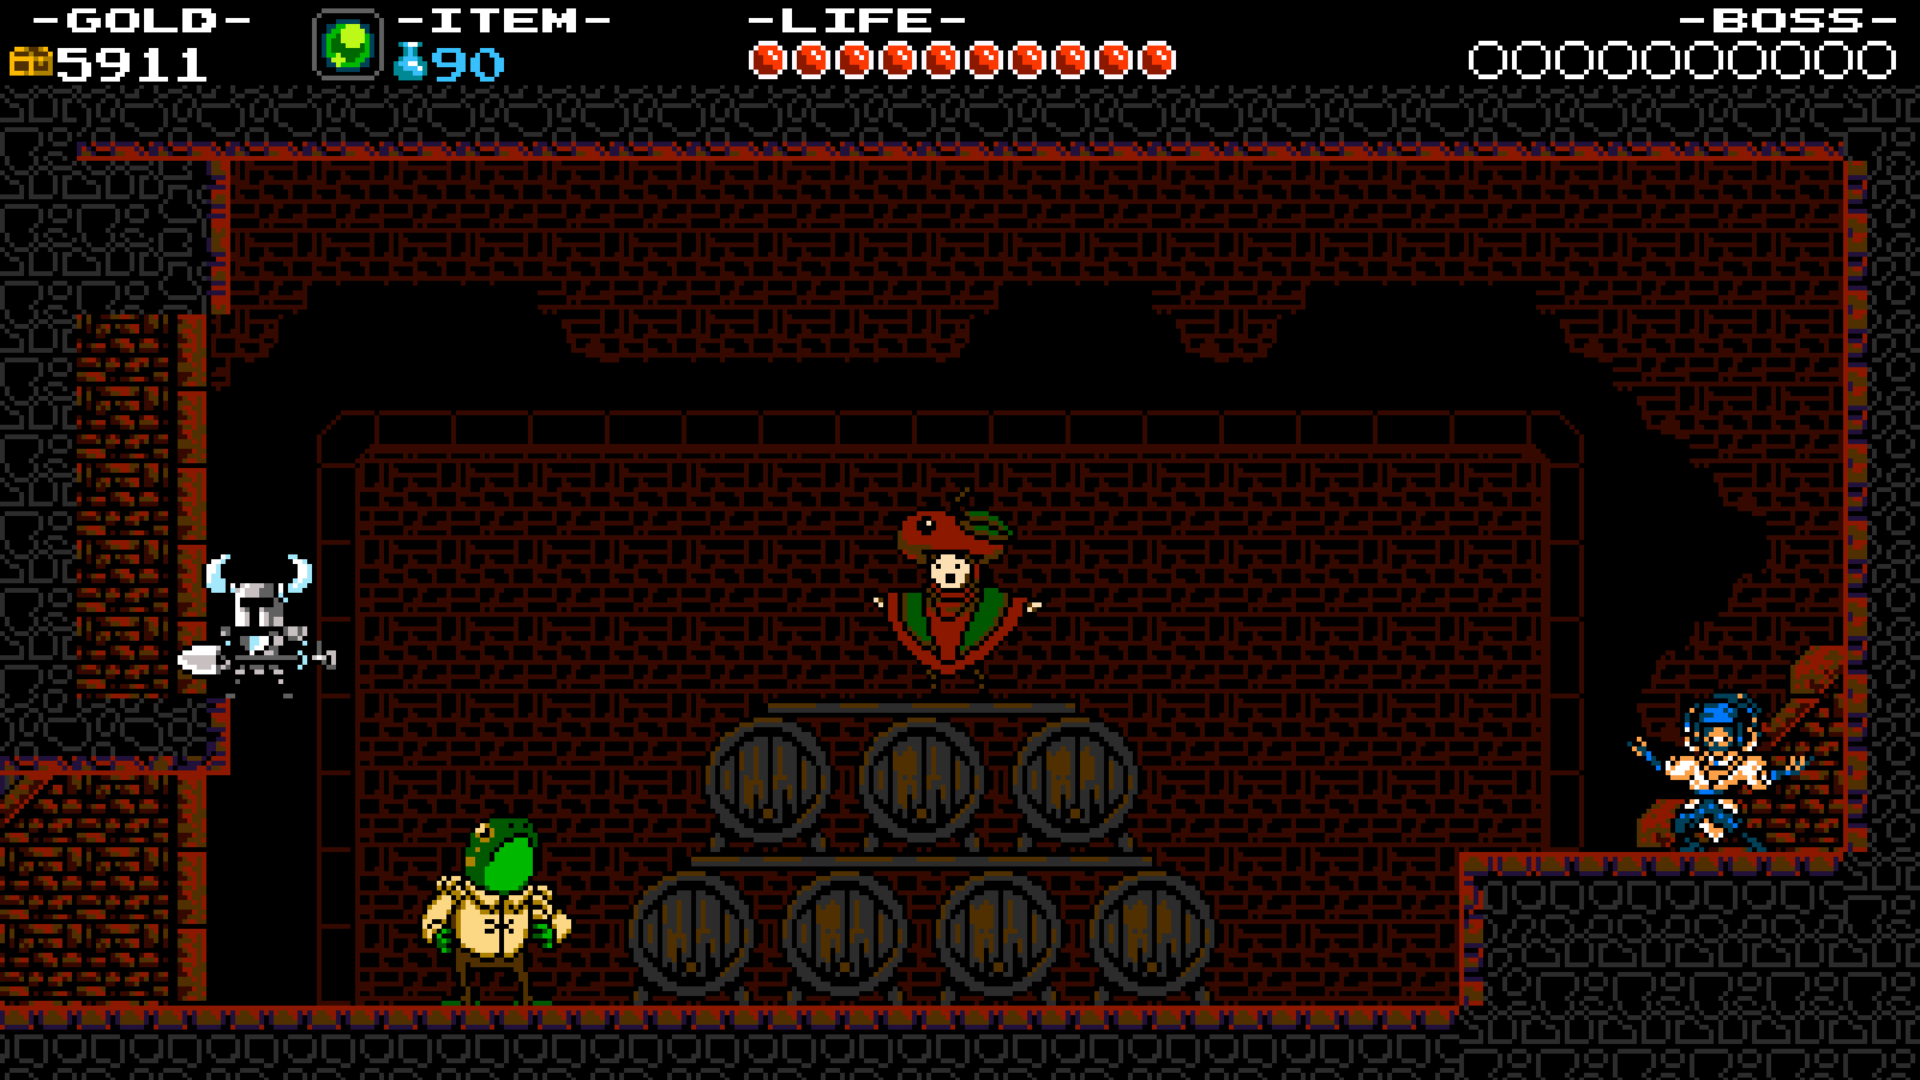 -GOLD-
5911
-ITEM-
90
-LIFE-
-BOSS-